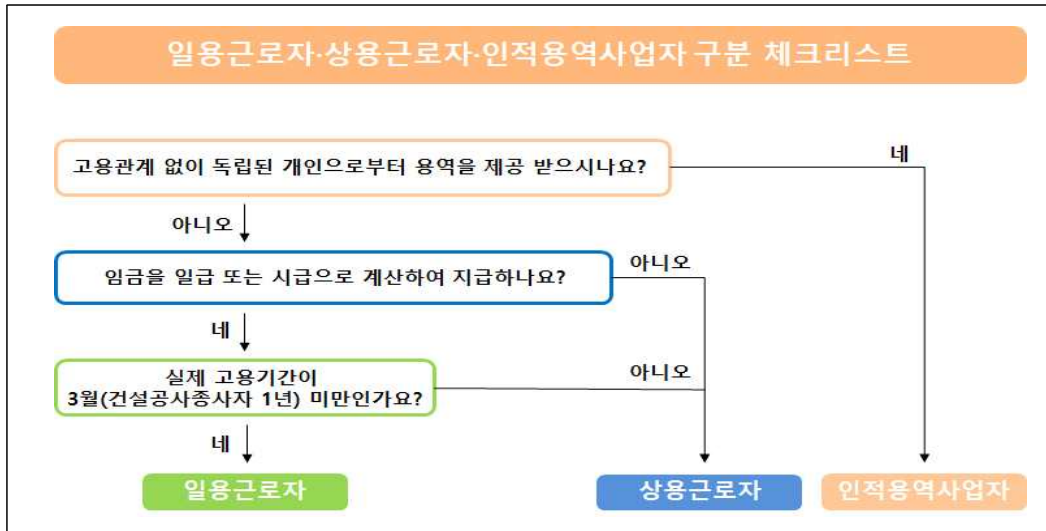 일용근로자·상용근로자·인적용역사업자 구분 체크리스트
네
고용관계 없이 독립된 개인으로부터 용역을 제공 받으시나요?
아니오
임금을 일급 또는 시급으로 계산하여 지급하나요?
아니오
네
실제 고용기간이
3월(건설공사종사자 1년) 미만인가요?
아니오
네
일용근로자
상용근로자
인적용역사업자